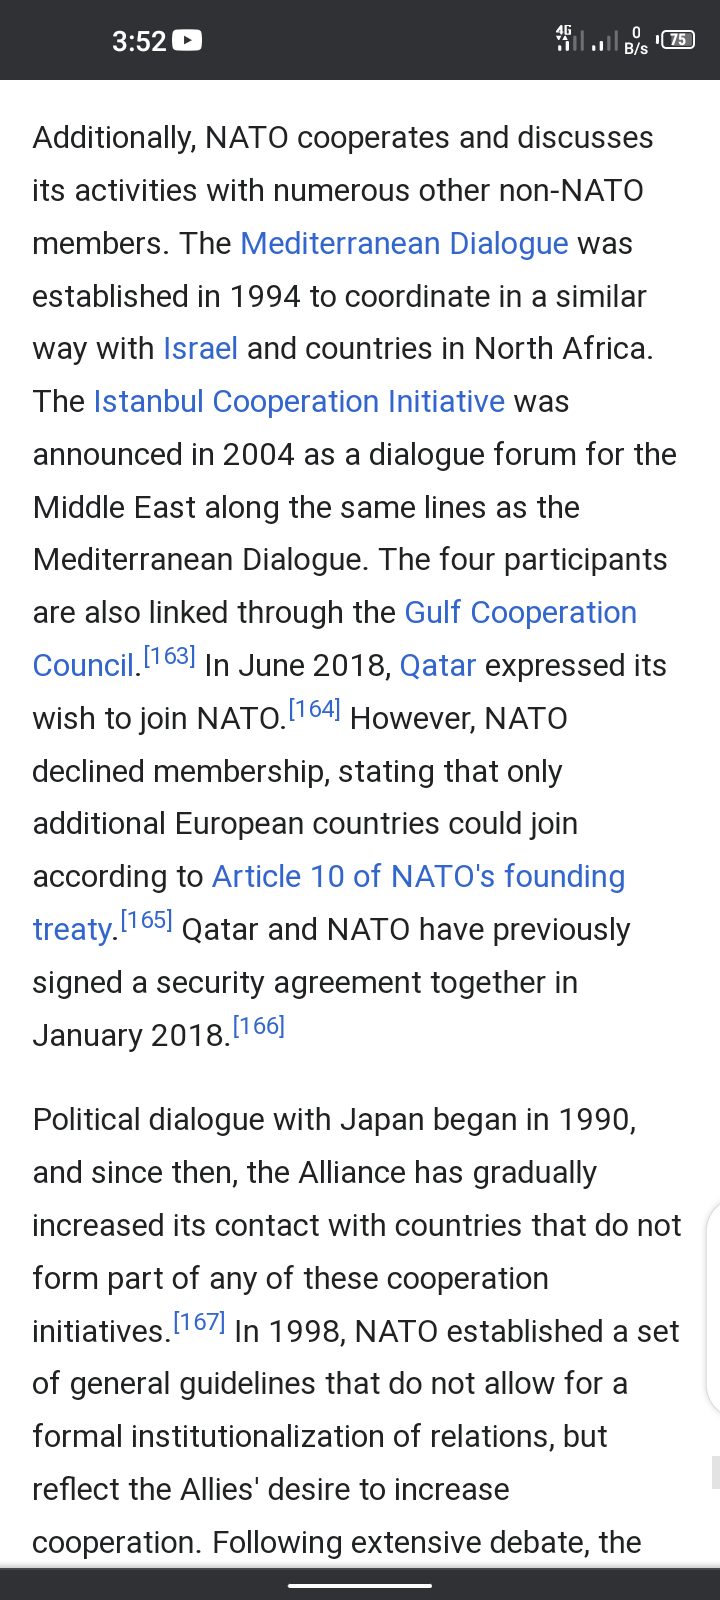 3:52
4G
0
B/s
75
Additionally, NATO cooperates and discusses
its activities with numerous other non-NATO
members. The Mediterranean Dialogue was
established in 1994 to coordinate in a similar
way with Israel and countries in North Africa.
The Istanbul Cooperation Initiative was
announced in 2004 as a dialogue forum for the
Middle East along the same lines as the
Mediterranean Dialogue. The four participants
are also linked through the Gulf Cooperation
Council.[163] In June 2018, Qatar expressed its
wish to join NATO.[164] However, NATO
declined membership, stating that only
additional European countries could join
according to Article 10 of NATO's founding
treaty.[165] Qatar and NATO have previously
signed a security agreement together in
January 2018.[166]
Political dialogue with Japan began in 1990,
and since then, the Alliance has gradually
increased its contact with countries that do not
form part of any of these cooperation
initiatives.[167] In 1998, NATO established a set
of general guidelines that do not allow for a
formal institutionalization of relations, but
reflect the Allies' desire to increase
cooperation. Following extensive debate, the